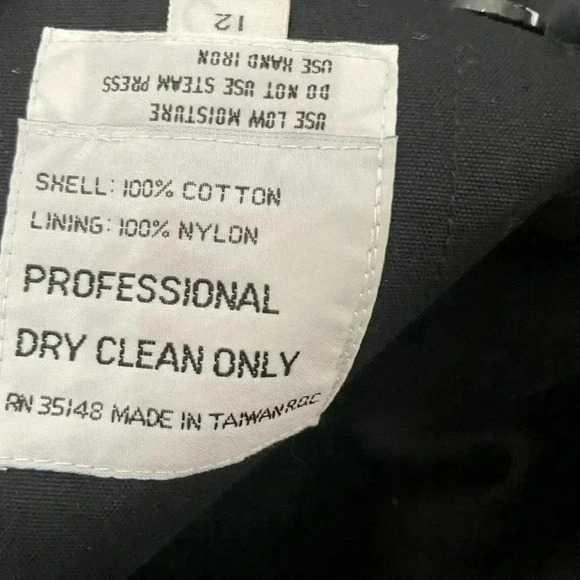 12
USE LOW MOISTURE
DO NOT USE STEAM PRESS
USE HAND IRON
SHELL: 100% COTTON
LINING: 100% NYLON
PROFESSIONAL
DRY CLEAN ONLY
RN 35148 MADE IN TAIWAN R.O.C.